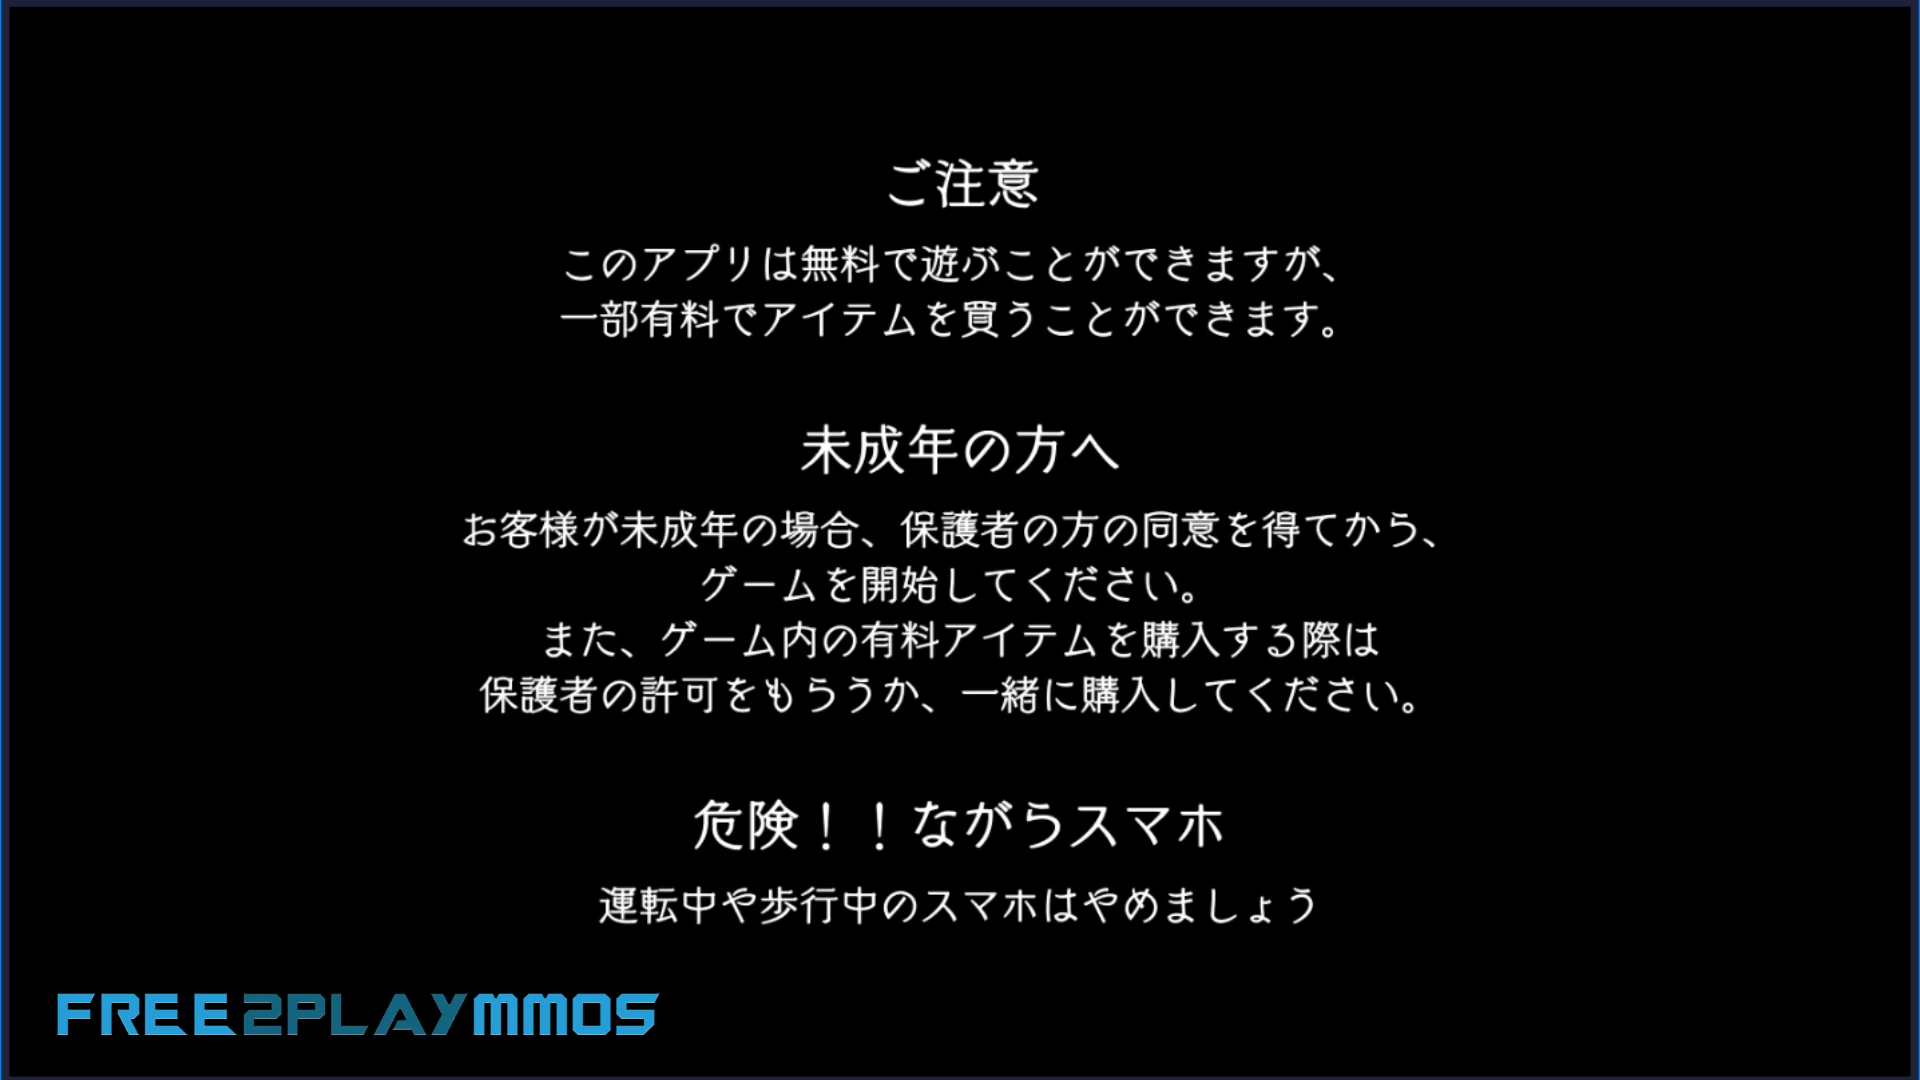 ご注意
このアプリは無料で遊ぶことができますが、
一部有料でアイテムを買うことができます。
未成年の方へ
お客様が未成年の場合、保護者の方の同意を得てから、
ゲームを開始してください。
また、ゲーム内の有料アイテムを購入する際は
保護者の許可をもらうか、一緒に購入してください。
危険！！ながらスマホ
運転中や歩行中のスマホはやめましょう
FREE2PLAYMMOS